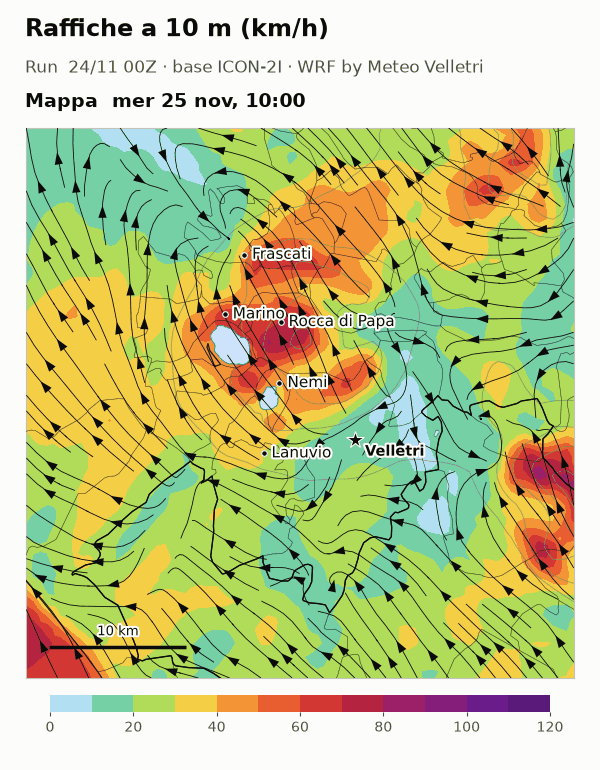 Raffiche a 10 m (km/h)
Run  24/11 00Z · base ICON-2I · WRF by Meteo Velletri
Mappa  mer 25 nov, 10:00
Frascati
Marino
Rocca di Papa
Nemi
Velletri
Lanuvio
10 km
0 20 40 60 80 100 120